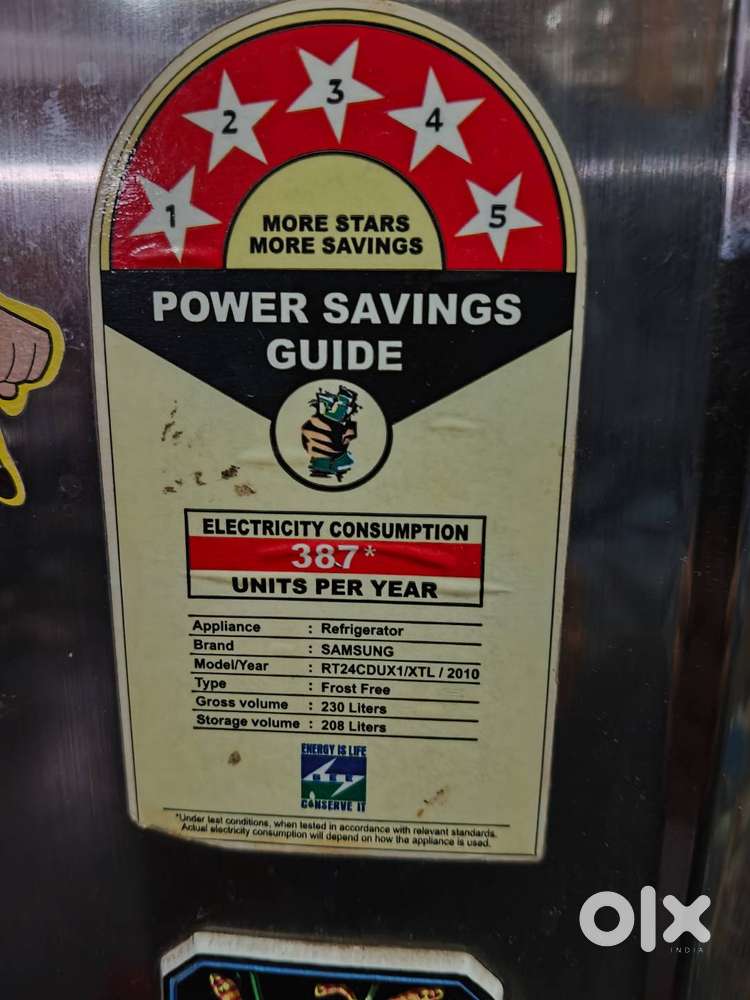 1 2 3 4 5
MORE STARS
MORE SAVINGS
POWER SAVINGS
GUIDE
ELECTRICITY CONSUMPTION
387*
UNITS PER YEAR
Appliance : Refrigerator
Brand : SAMSUNG
Model/Year : RT24CDUX1/XTL / 2010
Type : Frost Free
Gross volume : 230 Liters
Storage volume : 208 Liters
ENERGY IS LIFE
BEE
CONSERVE IT
*Under test conditions, when tested in accordance with relevant standards.
Actual electricity consumption will depend on how the appliance is used.
olx
INDIA